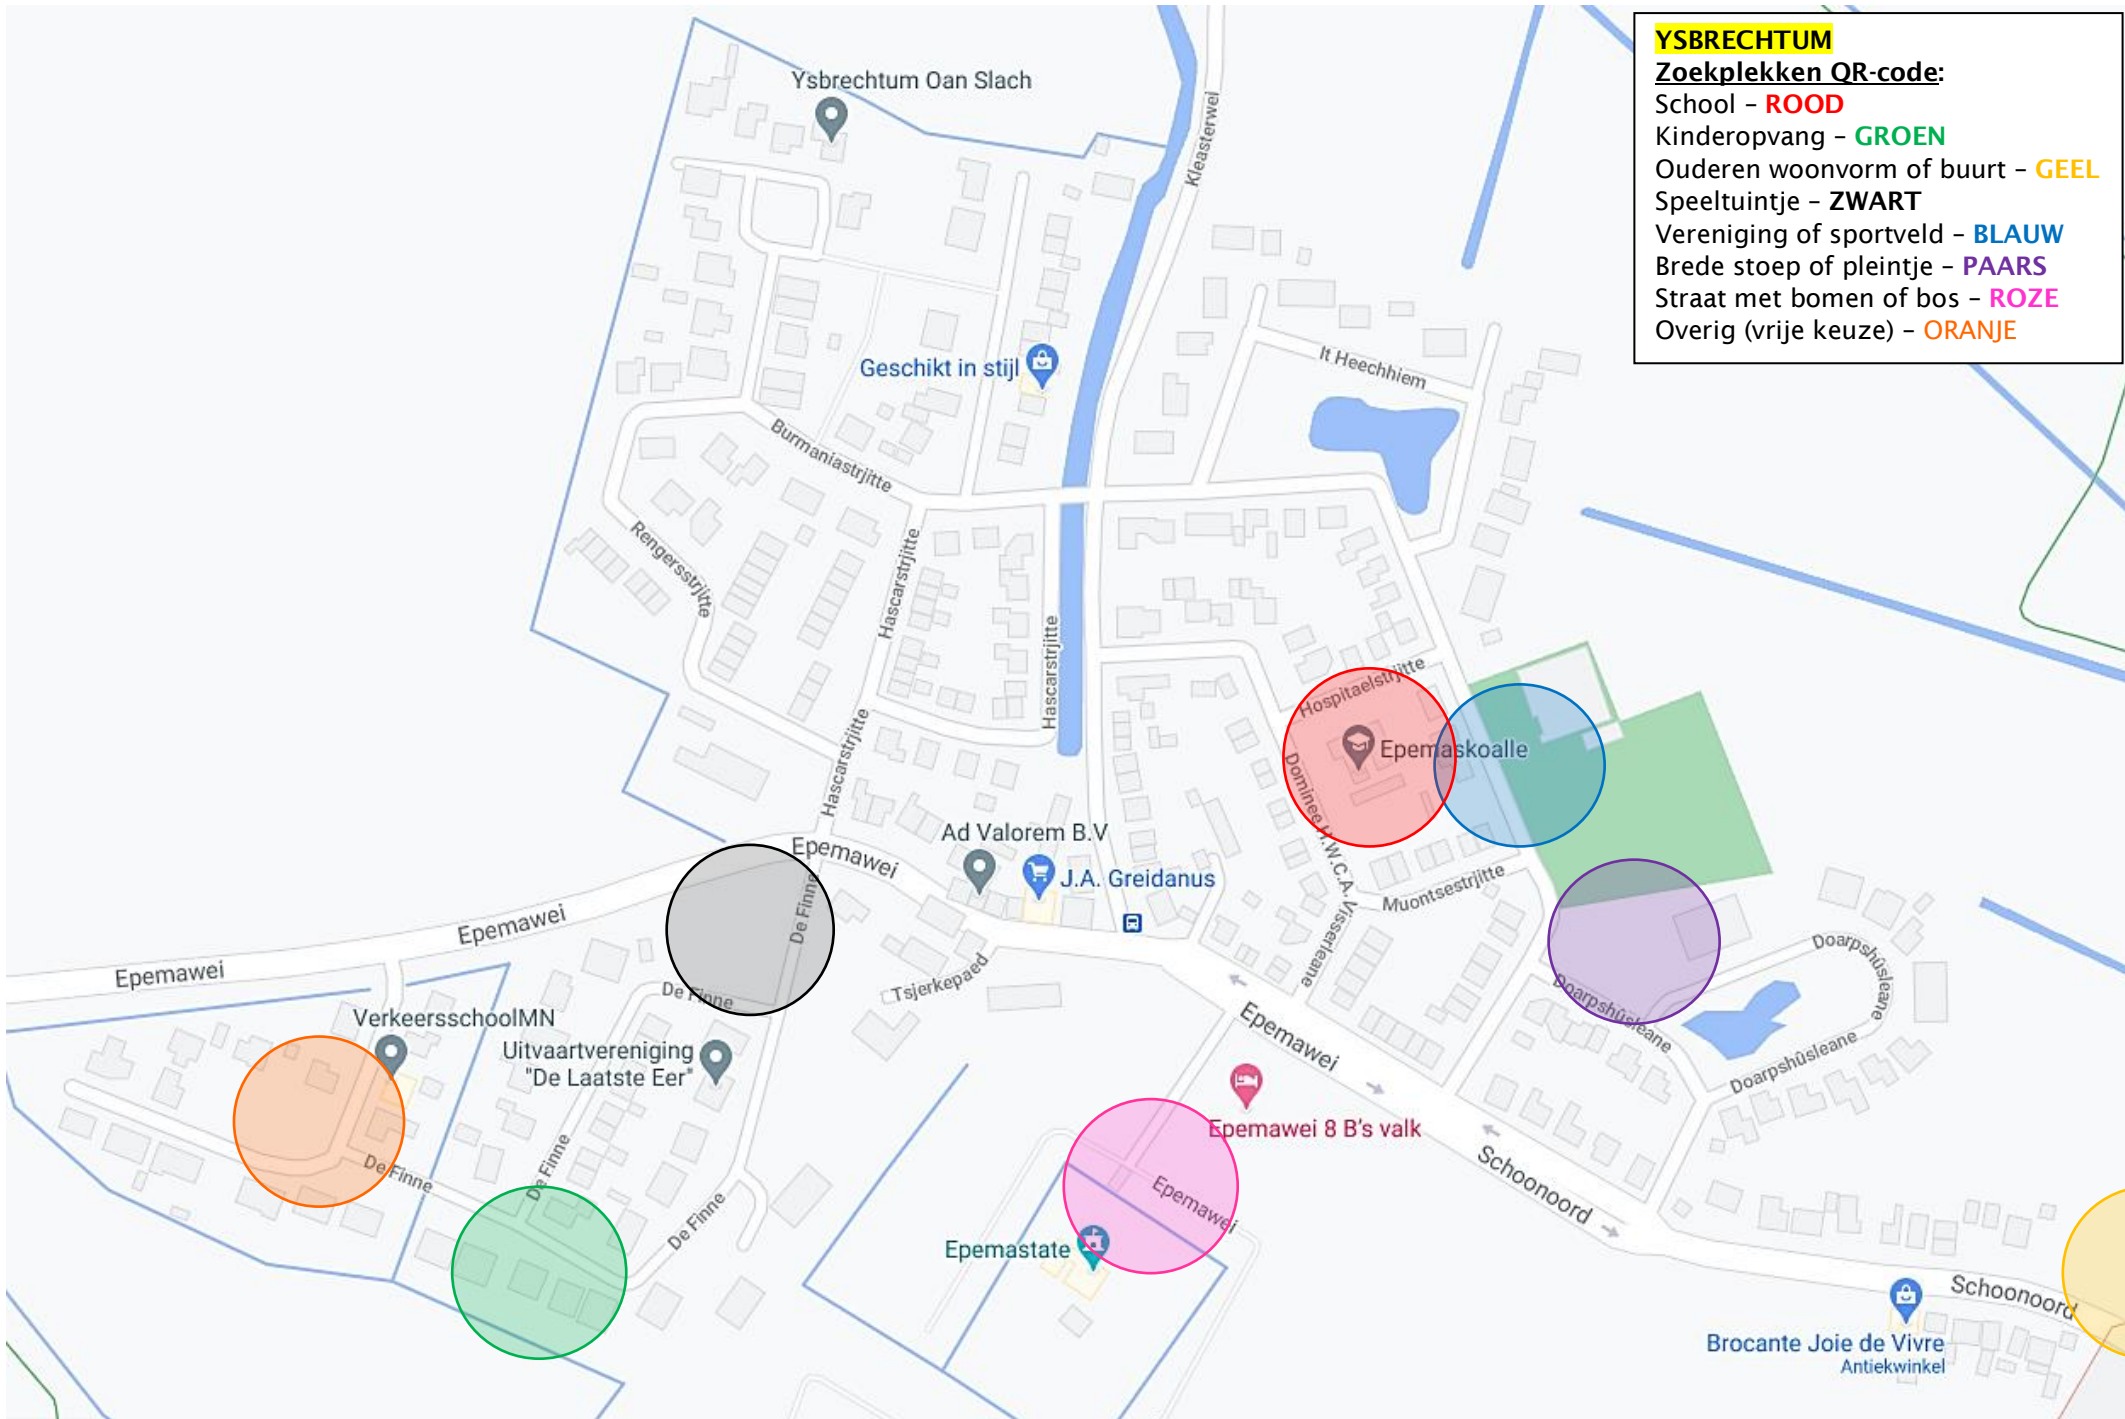 YSBRECHTUM
Zoekplekken QR-code:
School – ROOD
Kinderopvang – GROEN
Ouderen woonvorm of buurt – GEEL
Speeltuintje – ZWART
Vereniging of sportveld – BLAUW
Brede stoep of pleintje – PAARS
Straat met bomen of bos – ROZE
Overig (vrije keuze) – ORANJE
Ysbrechtum Oan Slach
Kleasterwei
Geschikt in stijl
It Heechhiem
Burmaniastrjitte
Rengersstrjitte
Hascarstrjitte
Hascarstrjitte
Hascarstrjitte
Hospitaelstrjitte
Epemaskoalle
Dominee H.W.C.A. Visserleane
Ad Valorem B.V
Epemawei
J.A. Greidanus
Muontsestrjitte
De Finne
Epemawei
Epemawei
Tsjerkepaed
De Finne
Doarpshûsleane
Doarpshûsleane
Doarpshûsleane
VerkeersschoolMN
Uitvaartvereniging
"De Laatste Eer"
Epemawei
Epemawei 8 B's valk
Schoonoord
De Finne
De Finne
De Finne
Epemawei
Epemastate
Schoonoord
Brocante Joie de Vivre
Antiekwinkel